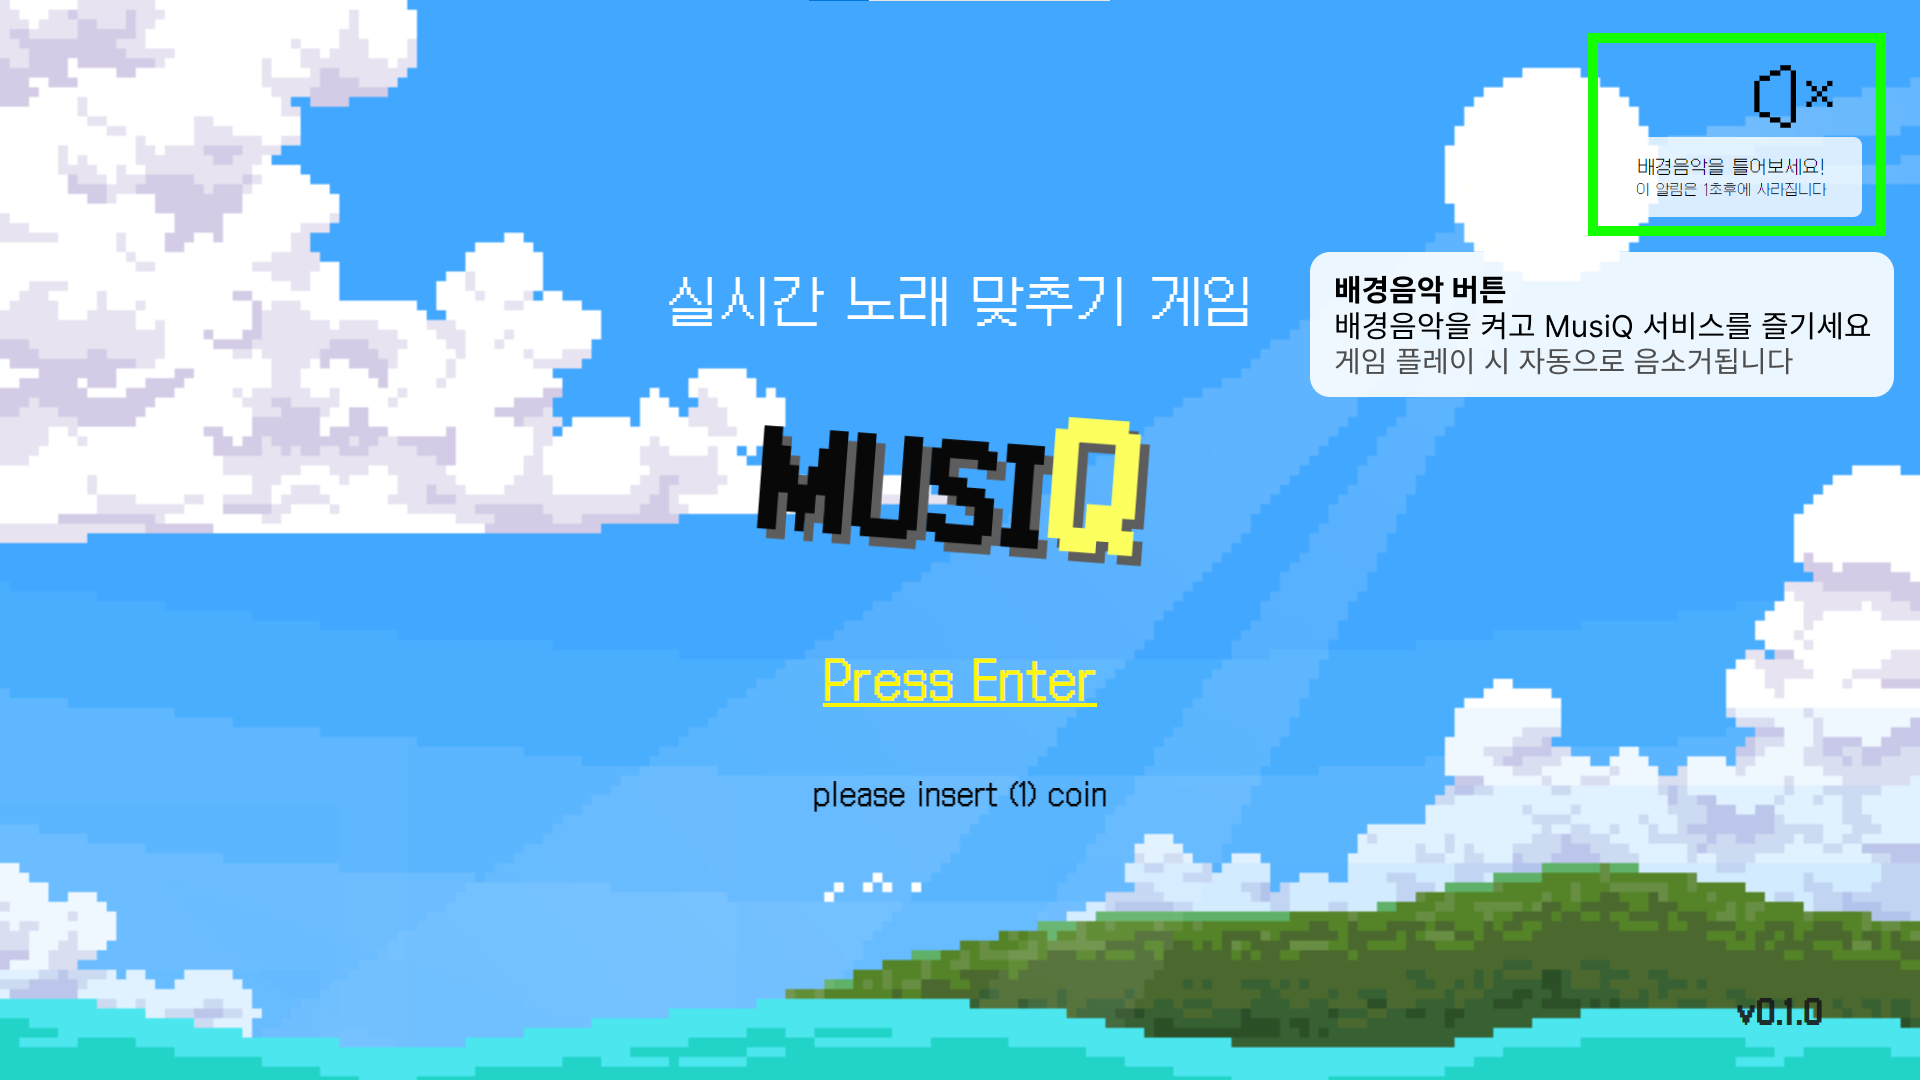 배경음악을 틀어보세요!
이 알림은 1초후에 사라집니다
배경음악 버튼
배경음악을 켜고 MusiQ 서비스를 즐기세요
게임 플레이 시 자동으로 음소거됩니다
실시간 노래 맞추기 게임
MUSIQ
Press Enter
please insert (1) coin
v0.1.0